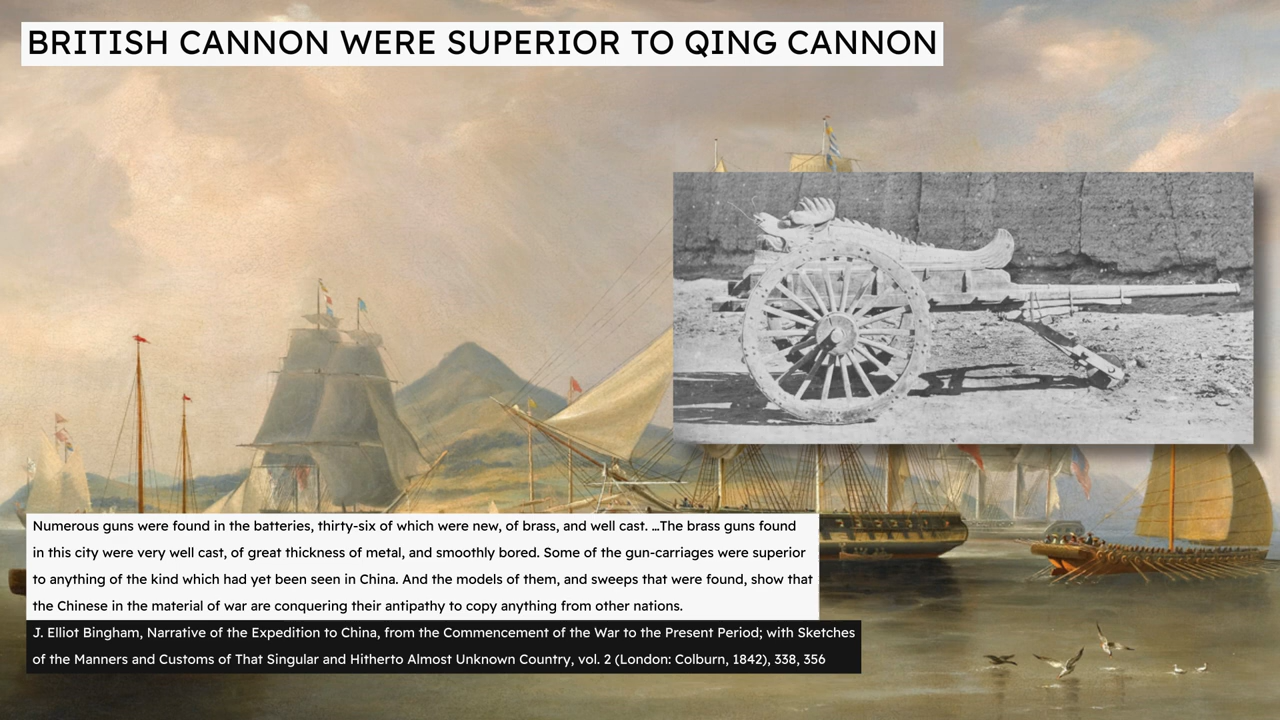 BRITISH CANNON WERE SUPERIOR TO QING CANNON
Numerous guns were found in the batteries, thirty-six of which were new, of brass, and well cast. …The brass guns found
in this city were very well cast, of great thickness of metal, and smoothly bored. Some of the gun-carriages were superior
to anything of the kind which had yet been seen in China. And the models of them, and sweeps that were found, show that
the Chinese in the material of war are conquering their antipathy to copy anything from other nations.
J. Elliot Bingham, Narrative of the Expedition to China, from the Commencement of the War to the Present Period; with Sketches
of the Manners and Customs of That Singular and Hitherto Almost Unknown Country, vol. 2 (London: Colburn, 1842), 338, 356